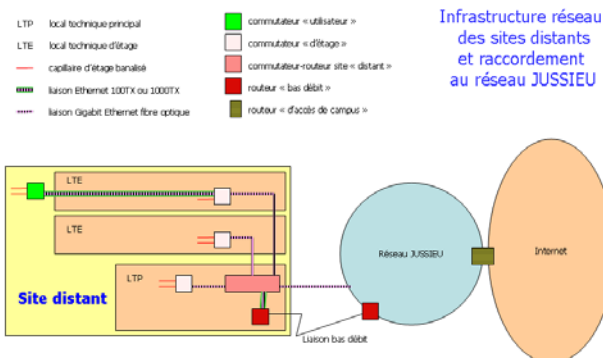 LTP local technique principal
LTE local technique d'étage
capillaire d'étage banalisé
liaison Ethernet 100TX ou 1000TX
liaison Gigabit Ethernet fibre optique
commutateur « utilisateur »
commutateur « d'étage »
commutateur-routeur site « distant »
routeur « bas débit »
routeur « d'accès de campus »
Infrastructure réseau
des sites distants
et raccordement
au réseau JUSSIEU
LTE
LTE
LTP
Site distant
Réseau JUSSIEU
Internet
Liaison bas débit